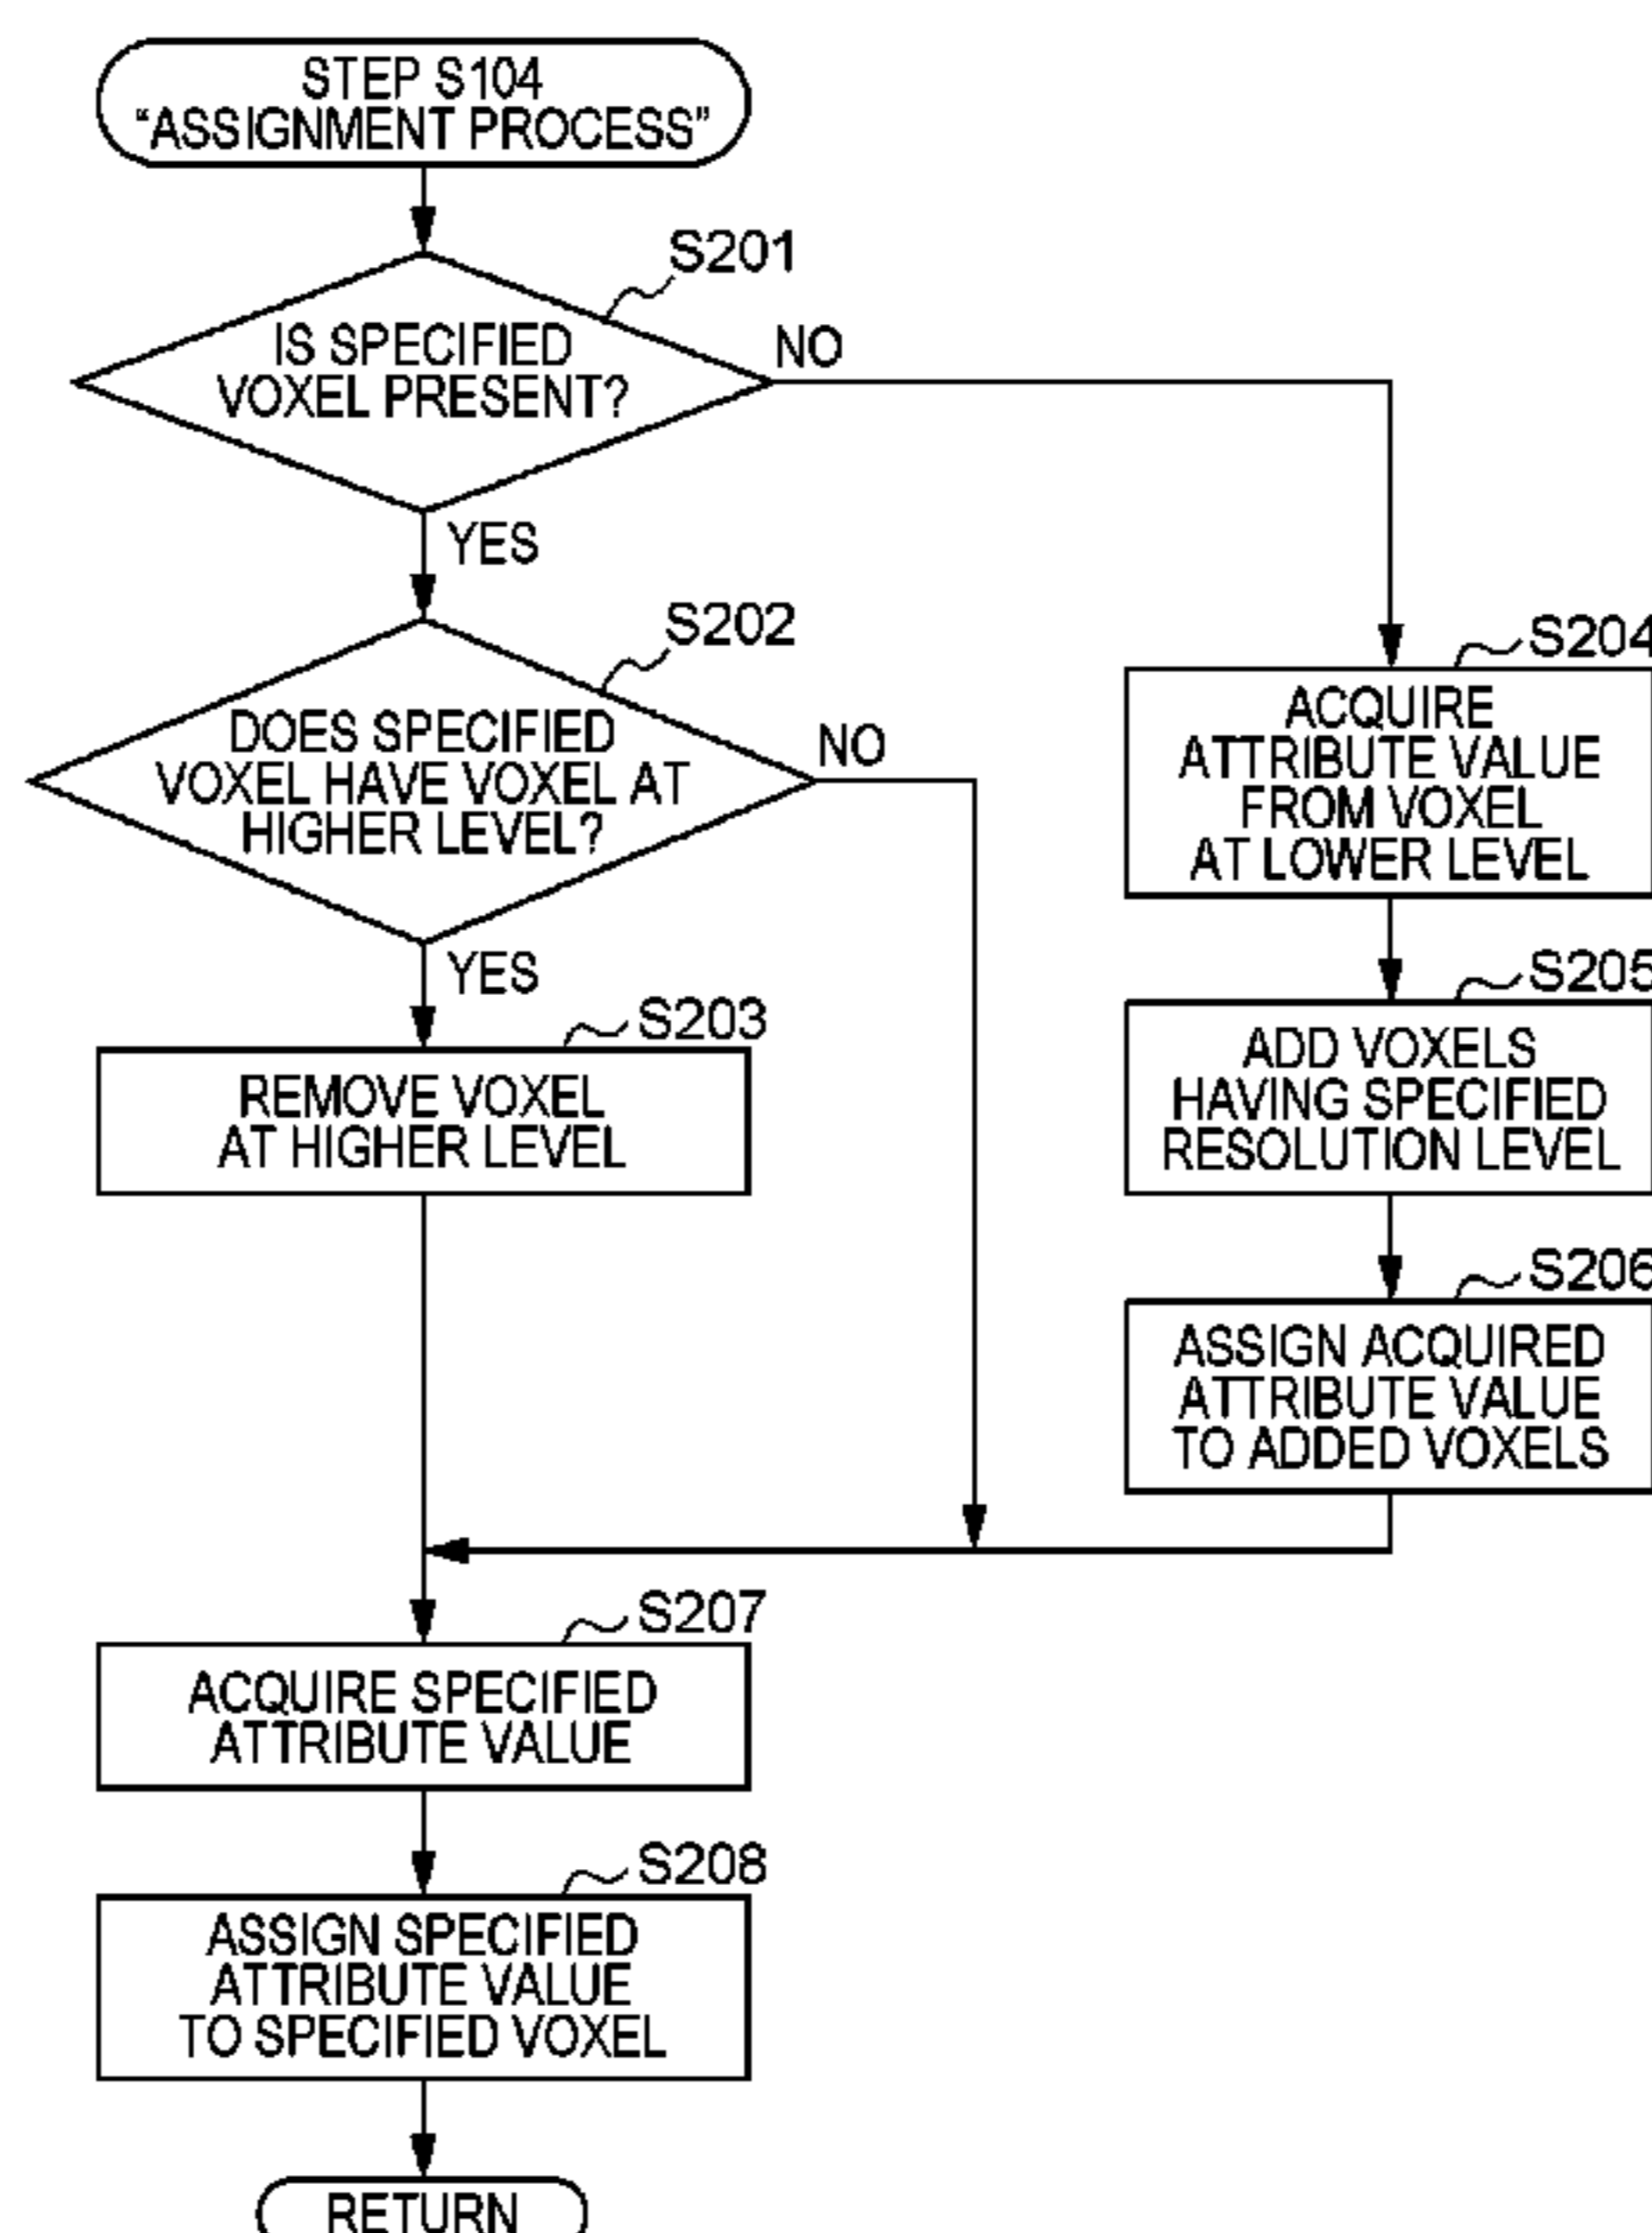 STEP S104
“ASSIGNMENT PROCESS”
S201
IS SPECIFIED
VOXEL PRESENT?
NO
YES
S202
DOES SPECIFIED
VOXEL HAVE VOXEL AT
HIGHER LEVEL?
NO
YES
S203
REMOVE VOXEL
AT HIGHER LEVEL
S204
ACQUIRE
ATTRIBUTE VALUE
FROM VOXEL
AT LOWER LEVEL
S205
ADD VOXELS
HAVING SPECIFIED
RESOLUTION LEVEL
S206
ASSIGN ACQUIRED
ATTRIBUTE VALUE
TO ADDED VOXELS
S207
ACQUIRE SPECIFIED
ATTRIBUTE VALUE
S208
ASSIGN SPECIFIED
ATTRIBUTE VALUE
TO SPECIFIED VOXEL
RETURN